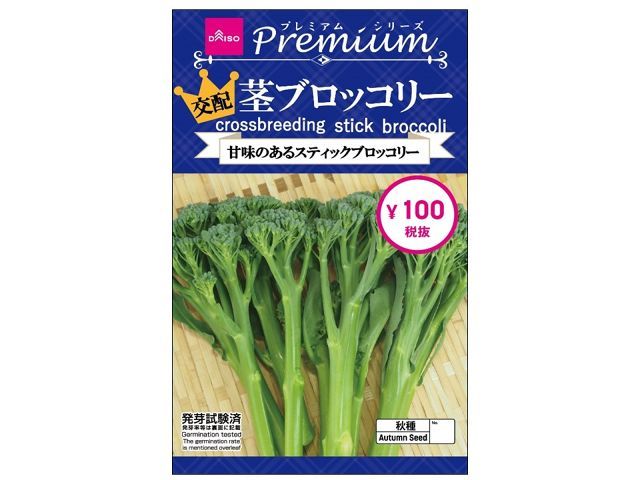 DAISO
プレミアム シリーズ
Premium
交配
茎ブロッコリー
crossbreeding stick broccoli
甘味のあるスティックブロッコリー
¥100
税抜
発芽試験済
発芽率等は裏面に記載
Germination tested
The germination rate
is mentioned overleaf
秋種
Autumn Seed
No.